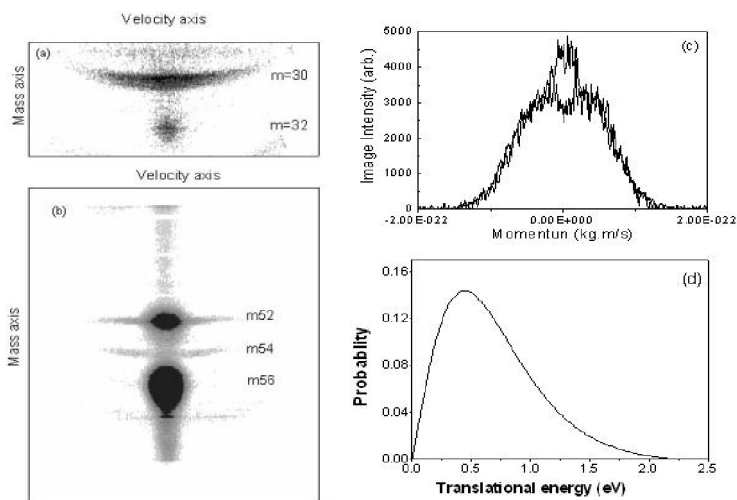 Velocity axis
(a)
Mass axis
m=30
m=32
Velocity axis
(b)
Mass axis
m52
m54
m56
(c)
Image Intensity (arb.)
5000
4000
3000
2000
1000
0
-2.00E-022
0.00E+000
2.00E-022
Momentun (kg.m/s)
(d)
Probablity
0.16
0.12
0.08
0.04
0.00
0.0
0.5
1.0
1.5
2.0
2.5
Translational energy (eV)